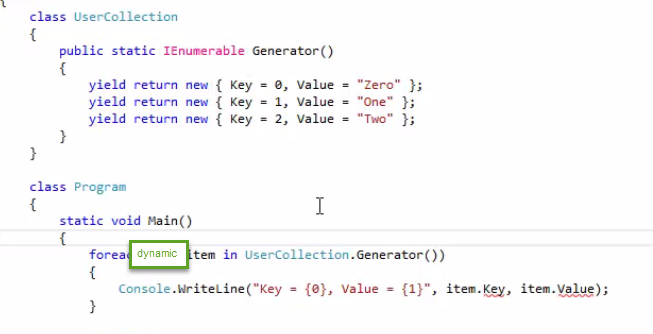 {
class UserCollection
{
public static IEnumerable Generator()
{
yield return new { Key = 0, Value = "Zero" };
yield return new { Key = 1, Value = "One" };
yield return new { Key = 2, Value = "Two" };
}
}
class Program
{
static void Main()
{
foreac dynamic item in UserCollection.Generator())
{
Console.WriteLine("Key = {0}, Value = {1}", item.Key, item.Value);
}